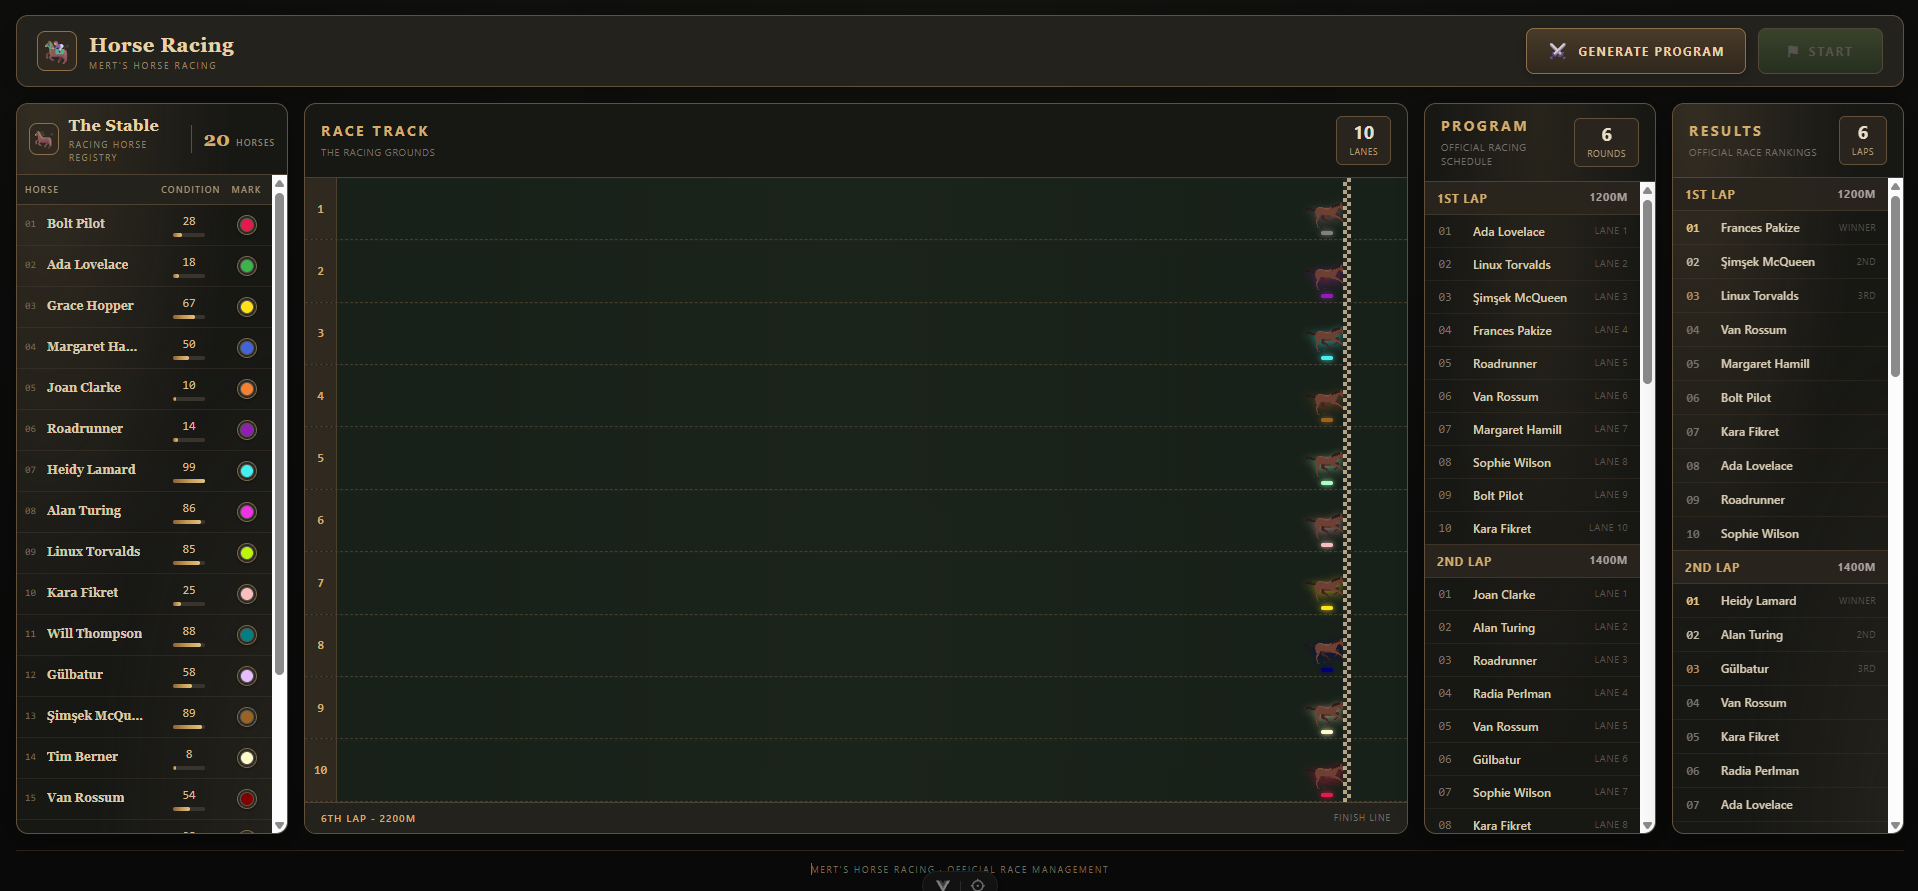 Horse Racing
MERT'S HORSE RACING
GENERATE PROGRAM
START
The Stable
RACING HORSE
REGISTRY
20 HORSES
HORSE CONDITION MARK
01 Bolt Pilot 28
02 Ada Lovelace 18
03 Grace Hopper 67
04 Margaret Ha... 50
05 Joan Clarke 10
06 Roadrunner 14
07 Heidy Lamard 99
08 Alan Turing 86
09 Linux Torvalds 85
10 Kara Fikret 25
11 Will Thompson 88
12 Gülbatur 58
13 Şimşek McQu... 89
14 Tim Berner 8
15 Van Rossum 54
RACE TRACK
THE RACING GROUNDS
10
LANES
1
2
3
4
5
6
7
8
9
10
6TH LAP - 2200M
FINISH LINE
PROGRAM
OFFICIAL RACING
SCHEDULE
6
ROUNDS
1ST LAP 1200M
01 Ada Lovelace LANE 1
02 Linux Torvalds LANE 2
03 Şimşek McQueen LANE 3
04 Frances Pakize LANE 4
05 Roadrunner LANE 5
06 Van Rossum LANE 6
07 Margaret Hamill LANE 7
08 Sophie Wilson LANE 8
09 Bolt Pilot LANE 9
10 Kara Fikret LANE 10
2ND LAP 1400M
01 Joan Clarke LANE 1
02 Alan Turing LANE 2
03 Roadrunner LANE 3
04 Radia Perlman LANE 4
05 Van Rossum LANE 5
06 Gülbatur LANE 6
07 Sophie Wilson LANE 7
08 Kara Fikret LANE 8
RESULTS
OFFICIAL RACE RANKINGS
6
LAPS
1ST LAP 1200M
01 Frances Pakize WINNER
02 Şimşek McQueen 2ND
03 Linux Torvalds 3RD
04 Van Rossum
05 Margaret Hamill
06 Bolt Pilot
07 Kara Fikret
08 Ada Lovelace
09 Roadrunner
10 Sophie Wilson
2ND LAP 1400M
01 Heidy Lamard WINNER
02 Alan Turing 2ND
03 Gülbatur 3RD
04 Van Rossum
05 Kara Fikret
06 Radia Perlman
07 Ada Lovelace
MERT'S HORSE RACING · OFFICIAL RACE MANAGEMENT